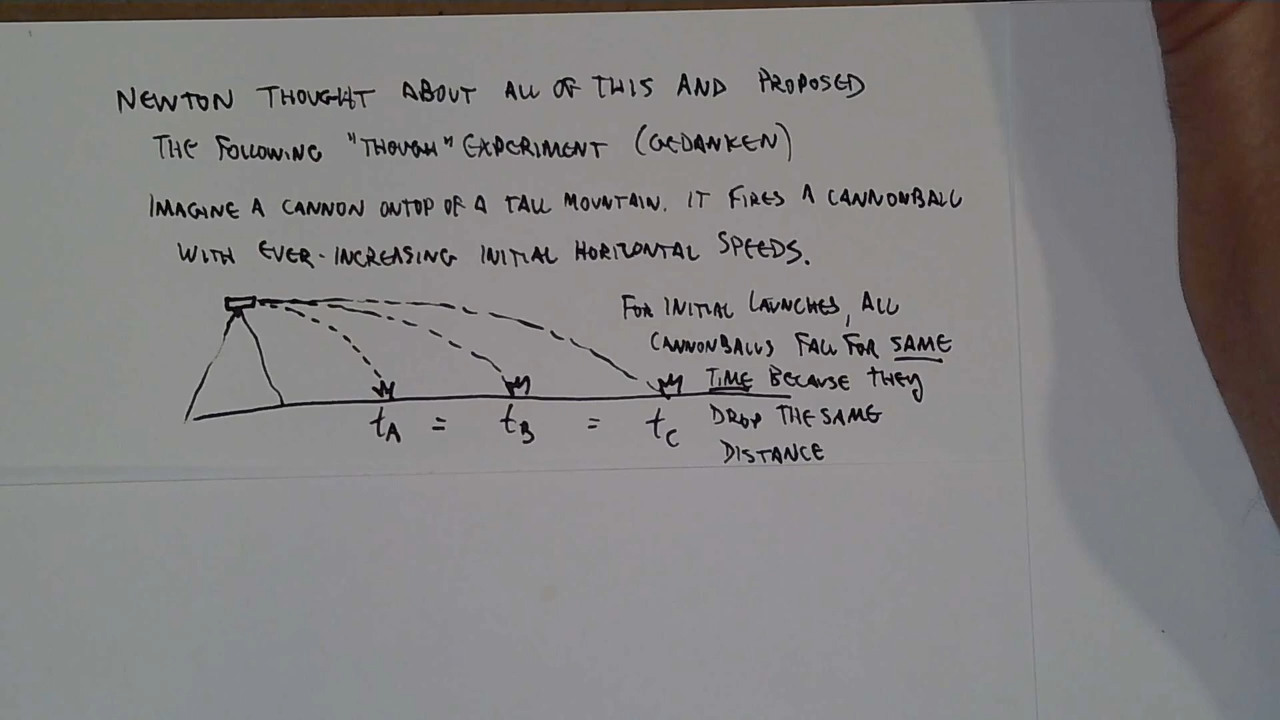 NEWTON THOUGHT ABOUT ALL OF THIS AND PROPOSED
THE FOLLOWING "THOUGH" EXPERIMENT (GEDANKEN)
IMAGINE A CANNON ONTOP OF A TALL MOUNTAIN. IT FIRES A CANNONBALL
WITH EVER-INCREASING INITIAL HORIZONTAL SPEEDS.
FOR INITIAL LAUNCHES, ALL
CANNONBALLS FALL FOR SAME
TIME BECAUSE THEY
DROP THE SAME
DISTANCE
tA = tB = tC